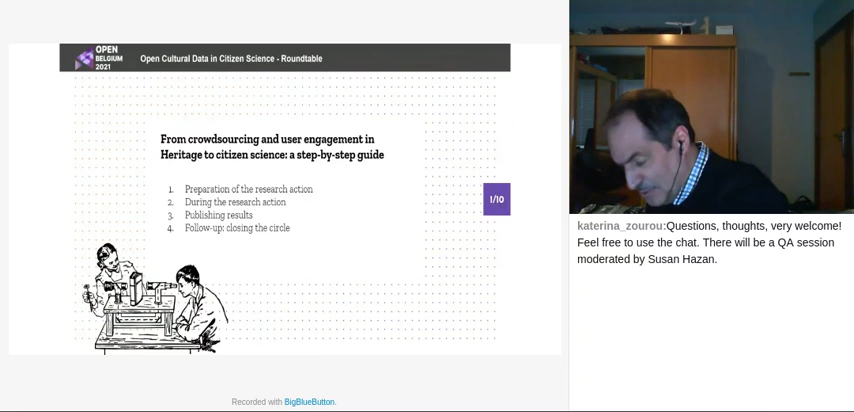 OPEN
BELGIUM
2021
Open Cultural Data in Citizen Science - Roundtable
From crowdsourcing and user engagement in
Heritage to citizen science: a step-by-step guide
1. Preparation of the research action
2. During the research action
3. Publishing results
4. Follow-up: closing the circle
1/10
Recorded with BigBlueButton.
katerina_zourou:Questions, thoughts, very welcome!
Feel free to use the chat. There will be a QA session
moderated by Susan Hazan.